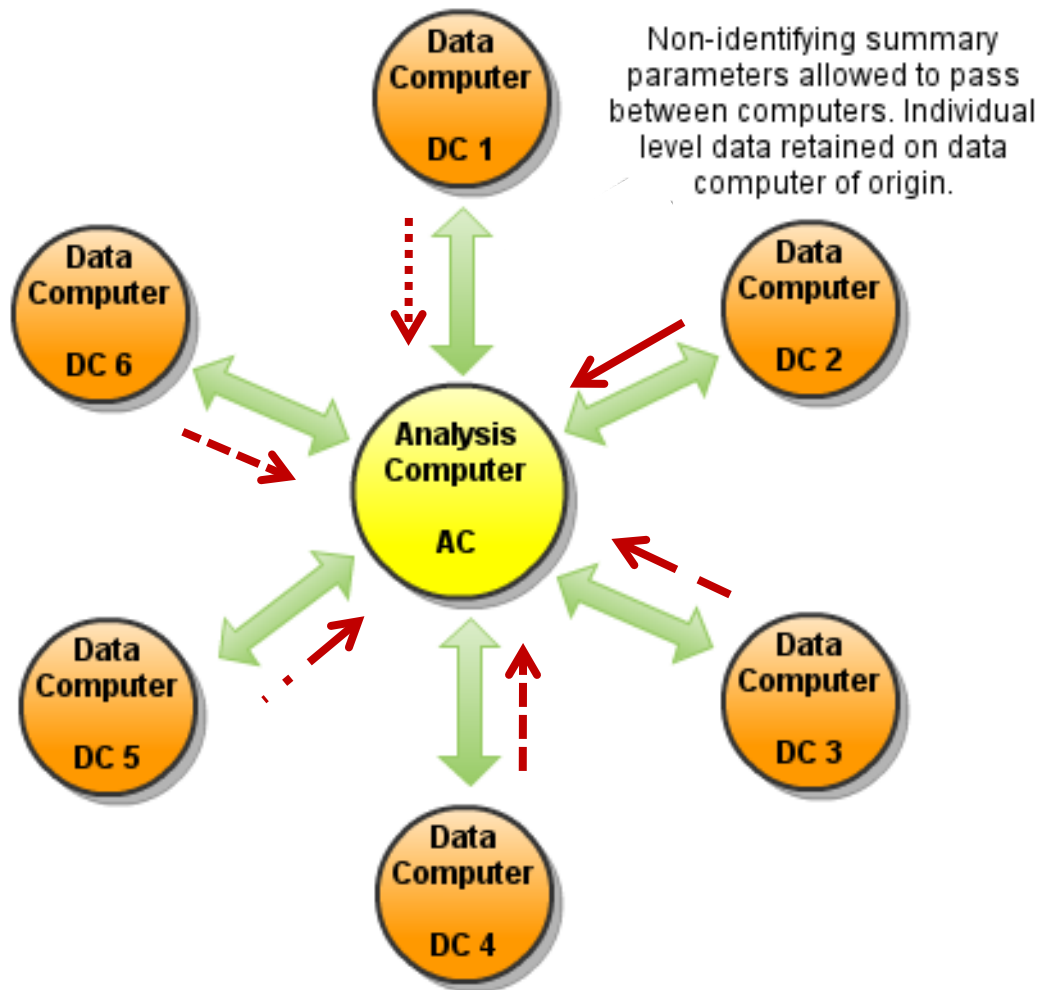 Data
Computer
DC 1
Non-identifying summary
parameters allowed to pass
between computers. Individual
level data retained on data
computer of origin.
Data
Computer
DC 6
Data
Computer
DC 2
Analysis
Computer
AC
Data
Computer
DC 5
Data
Computer
DC 3
Data
Computer
DC 4